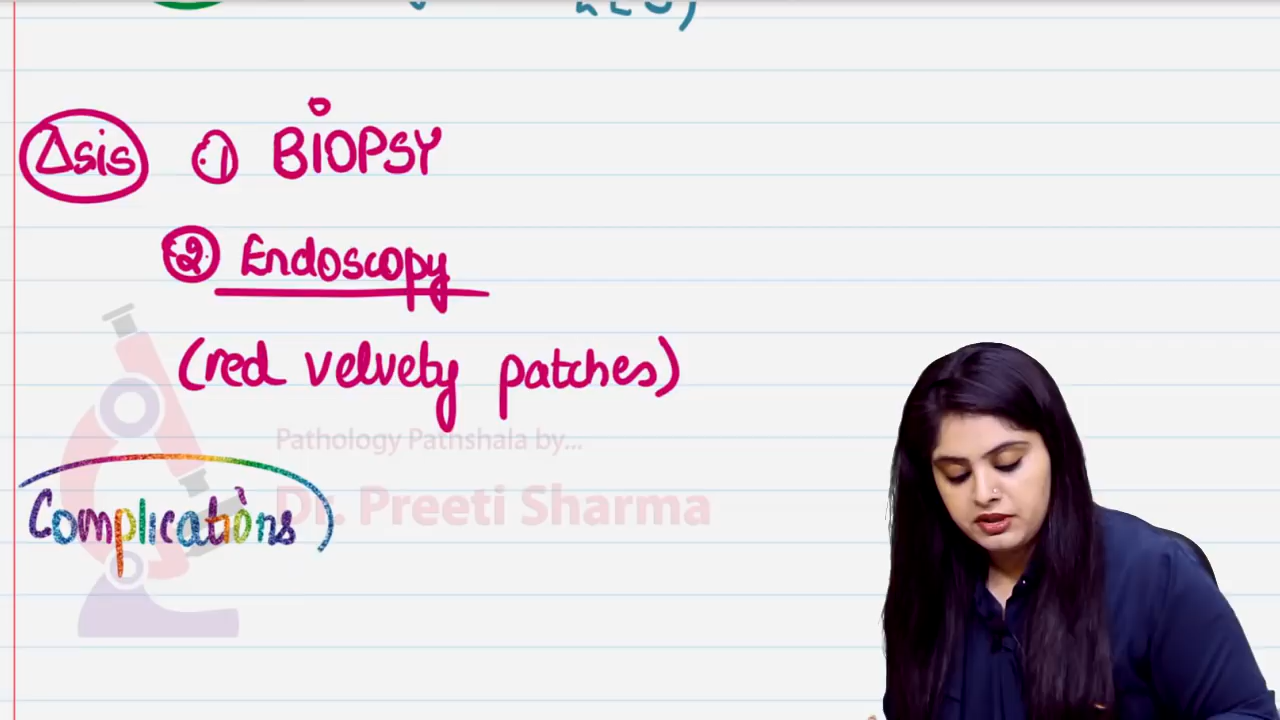 Δsis ① BIOPSY
② Endoscopy
(red velvety patches)
Pathology Pathshala by...
Dr. Preeti Sharma
Complications